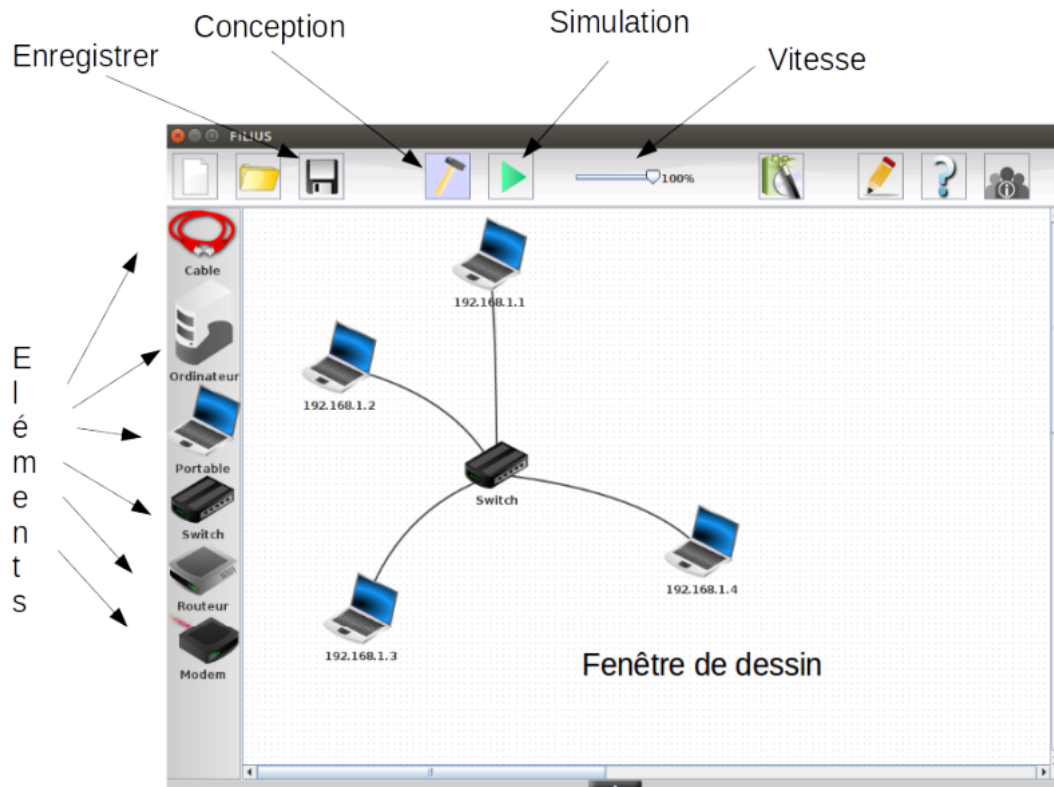 Conception
Simulation
Enregistrer
Vitesse
FILIUS
100%
Cable
Ordinateur
Portable
Switch
Routeur
Modem
E
l
é
m
e
n
t
s
192.168.1.1
192.168.1.2
Switch
192.168.1.4
192.168.1.3
Fenêtre de dessin